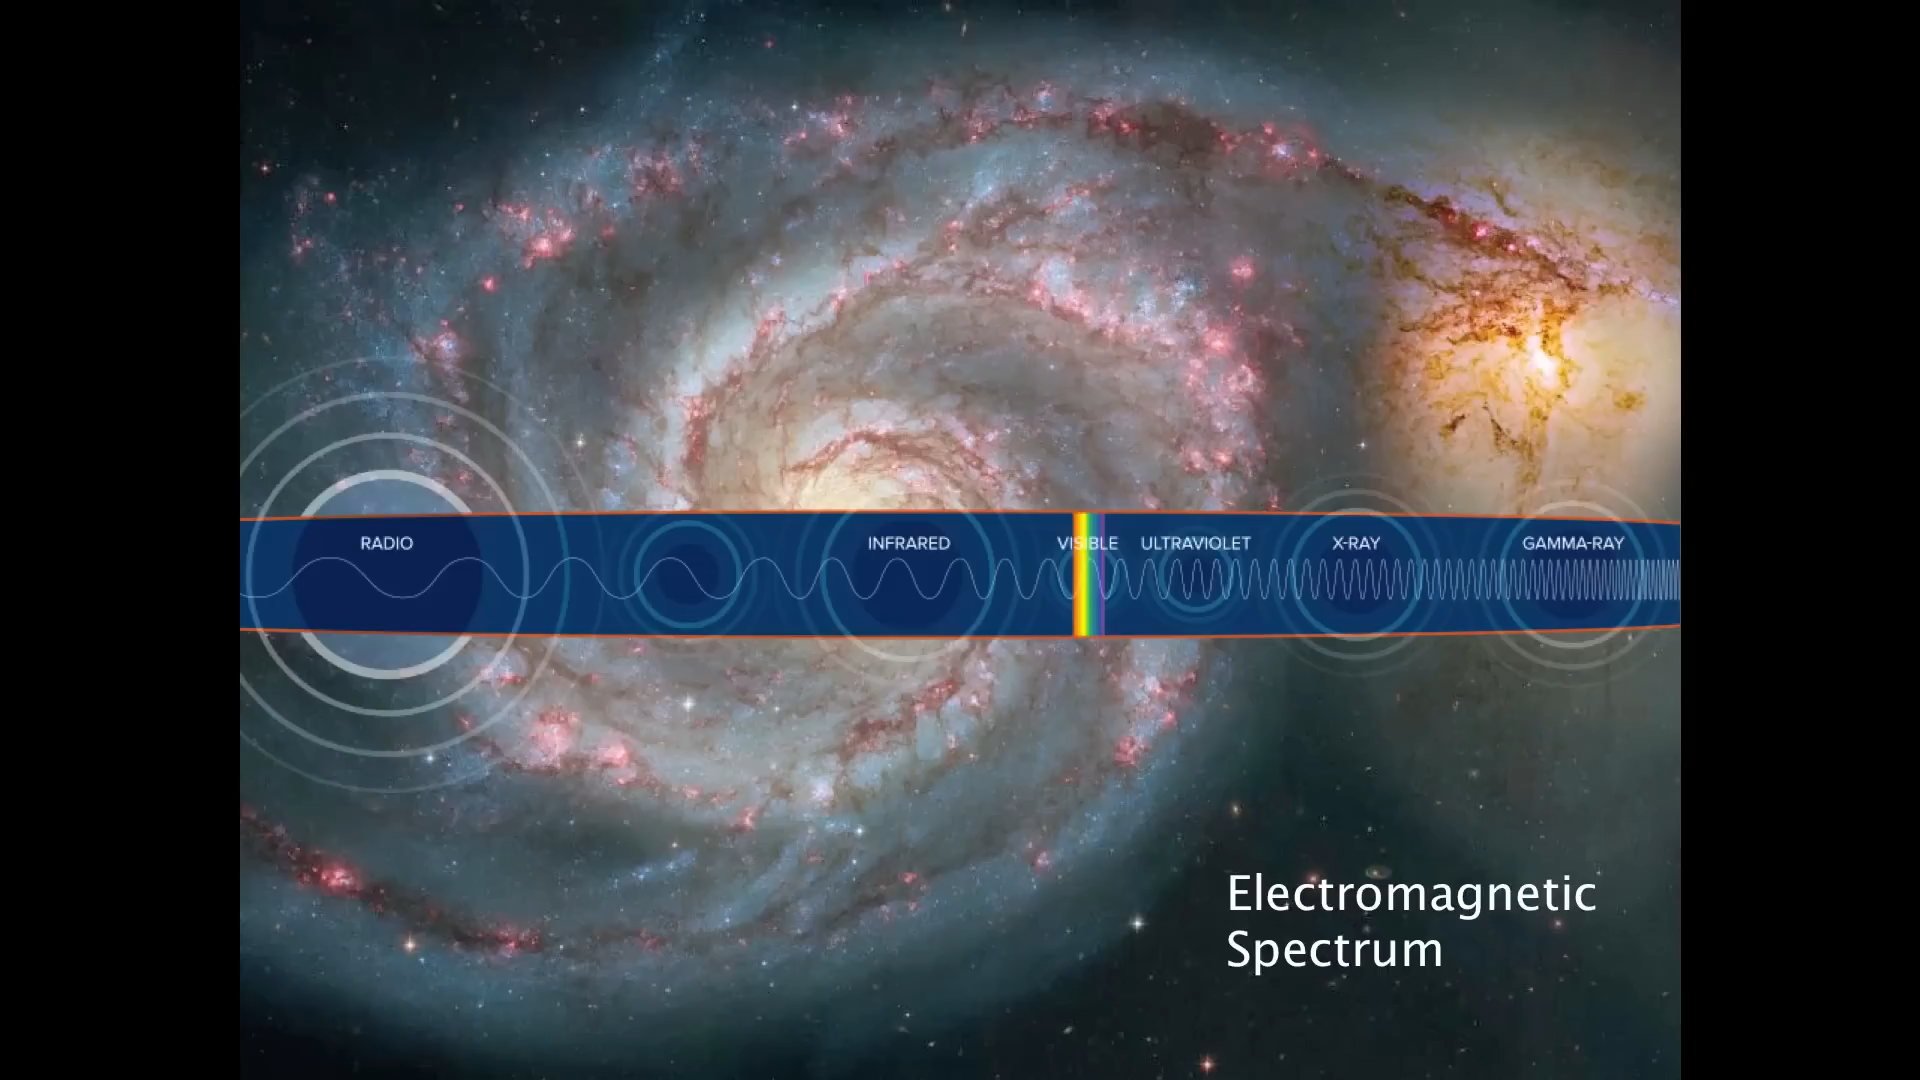 RADIO
INFRARED
VISIBLE
ULTRAVIOLET
X-RAY
GAMMA-RAY
Electromagnetic
Spectrum